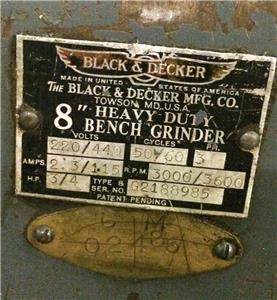 BLACK & DECKER
MADE IN UNITED STATES OF AMERICA
THE BLACK & DECKER MFG. CO.
TOWSON, MD., U.S.A.
8" HEAVY DUTY
BENCH GRINDER
VOLTS CYCLES PH.
220/440 50-60 3
AMPS. 2.3/1.15 R.P.M. 3000/3600
H.P. 3/4 TYPE & SER. NO. G2188985
PATENT PENDING